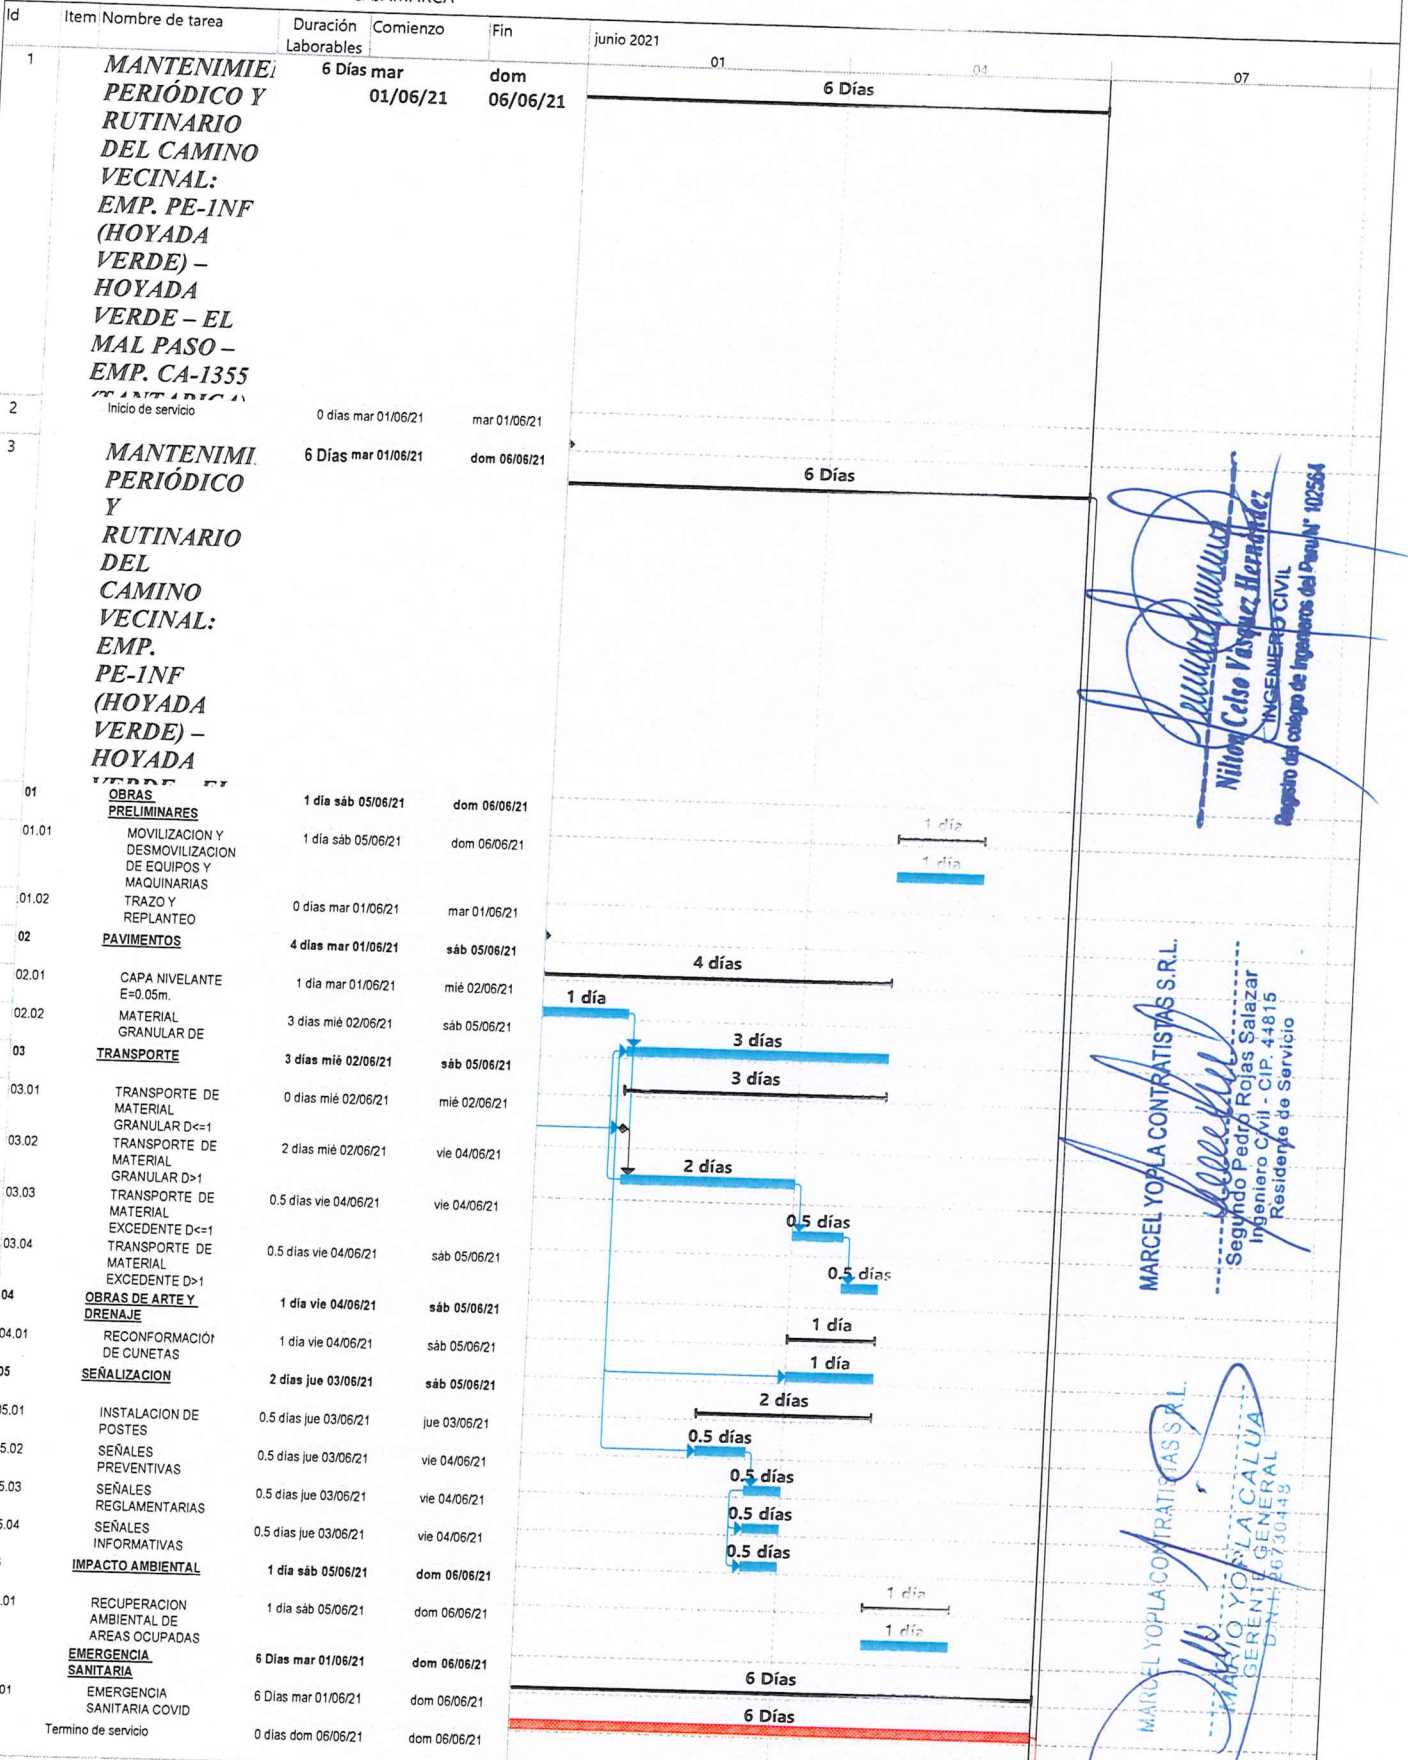 Id Item Nombre de tarea Duración Laborables Comienzo Fin junio 2021
01 04 07
1 MANTENIMIE 6 Días mar 01/06/21 dom 06/06/21 6 Días
PERIÓDICO Y
RUTINARIO
DEL CAMINO
VECINAL:
EMP. PE-1NF
(HOYADA
VERDE) –
HOYADA
VERDE – EL
MAL PASO –
EMP. CA-1355
2 Inicio de servicio 0 días mar 01/06/21 mar 01/06/21
3 MANTENIMI 6 Días mar 01/06/21 dom 06/06/21 6 Días
PERIÓDICO
Y
RUTINARIO
DEL
CAMINO
VECINAL:
EMP.
PE-1NF
(HOYADA
VERDE) –
HOYADA
01 OBRAS PRELIMINARES 1 día sáb 05/06/21 dom 06/06/21 1 día
01.01 MOVILIZACION Y DESMOVILIZACION DE EQUIPOS Y MAQUINARIAS 1 día sáb 05/06/21 dom 06/06/21 1 día
01.02 TRAZO Y REPLANTEO 0 días mar 01/06/21 mar 01/06/21
02 PAVIMENTOS 4 días mar 01/06/21 sáb 05/06/21 4 días
02.01 CAPA NIVELANTE E=0.05m. 1 día mar 01/06/21 mié 02/06/21 1 día
02.02 MATERIAL GRANULAR DE 3 días mié 02/06/21 sáb 05/06/21 3 días
03 TRANSPORTE 3 días mié 02/06/21 sáb 05/06/21 3 días
03.01 TRANSPORTE DE MATERIAL GRANULAR D<=1 0 días mié 02/06/21 mié 02/06/21
03.02 TRANSPORTE DE MATERIAL GRANULAR D>1 2 días mié 02/06/21 vie 04/06/21 2 días
03.03 TRANSPORTE DE MATERIAL EXCEDENTE D<=1 0.5 días vie 04/06/21 vie 04/06/21 0.5 días
03.04 TRANSPORTE DE MATERIAL EXCEDENTE D>1 0.5 días vie 04/06/21 sáb 05/06/21 0.5 días
04 OBRAS DE ARTE Y DRENAJE 1 día vie 04/06/21 sáb 05/06/21 1 día
04.01 RECONFORMACIÓN DE CUNETAS 1 día vie 04/06/21 sáb 05/06/21 1 día
05 SEÑALIZACION 2 días jue 03/06/21 sáb 05/06/21 2 días
05.01 INSTALACION DE POSTES 0.5 días jue 03/06/21 jue 03/06/21 0.5 días
5.02 SEÑALES PREVENTIVAS 0.5 días jue 03/06/21 vie 04/06/21 0.5 días
5.03 SEÑALES REGLAMENTARIAS 0.5 días jue 03/06/21 vie 04/06/21 0.5 días
5.04 SEÑALES INFORMATIVAS 0.5 días jue 03/06/21 vie 04/06/21 0.5 días
IMPACTO AMBIENTAL 1 día sáb 05/06/21 dom 06/06/21 1 día
.01 RECUPERACION AMBIENTAL DE AREAS OCUPADAS 1 día sáb 05/06/21 dom 06/06/21 1 día
EMERGENCIA SANITARIA 6 Días mar 01/06/21 dom 06/06/21 6 Días
01 EMERGENCIA SANITARIA COVID 6 Días mar 01/06/21 dom 06/06/21 6 Días
Termino de servicio 0 días dom 06/06/21 dom 06/06/21
Nilton Celso Vasquez Hernandez
INGENIERO CIVIL
Registro del colegio de Ingenieros del Perú N° 102564
MARCEL YOPLA CONTRATISTAS S.R.L.
Segundo Pedro Rojas Salazar
Ingeniero Civil - CIP. 44815
Residente de Servicio
MARCEL YOPLA CONTRATISTAS S.R.L.
MARIO YOPLA CALUA
GERENTE GENERAL
D.N.I. 26730448